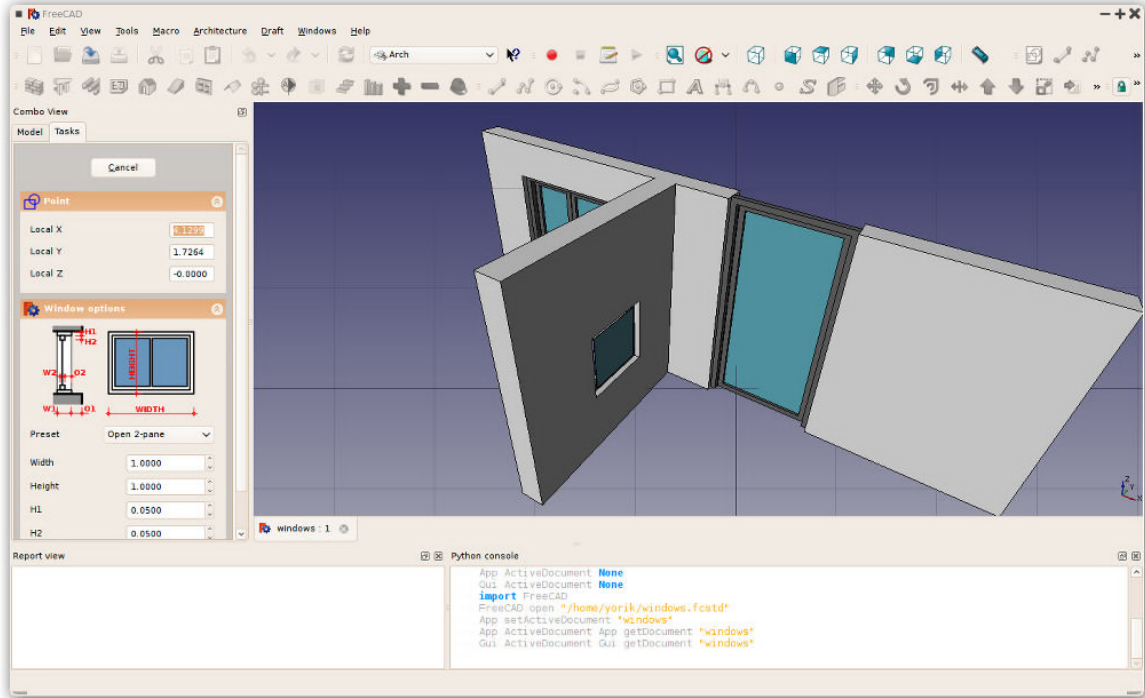 FreeCAD
File Edit View Tools Macro Architecture Draft Windows Help
Arch
Combo View
Model Tasks
Cancel
Point
Local X
Local Y 1.7264
Local Z -0.0000
Window options
H1
H2
HEIGHT
W2 O2
W1 O1 WIDTH
Preset Open 2-pane
Width 1.0000
Height 1.0000
H1 0.0500
H2 0.0500
windows : 1
Z
Y
X
Report view
Python console
App ActiveDocument None
Gui ActiveDocument None
import FreeCAD
FreeCAD open "/home/yorik/windows.fcstd"
App setActiveDocument "windows"
App ActiveDocument App getDocument "windows"
Gui ActiveDocument Gui getDocument "windows"